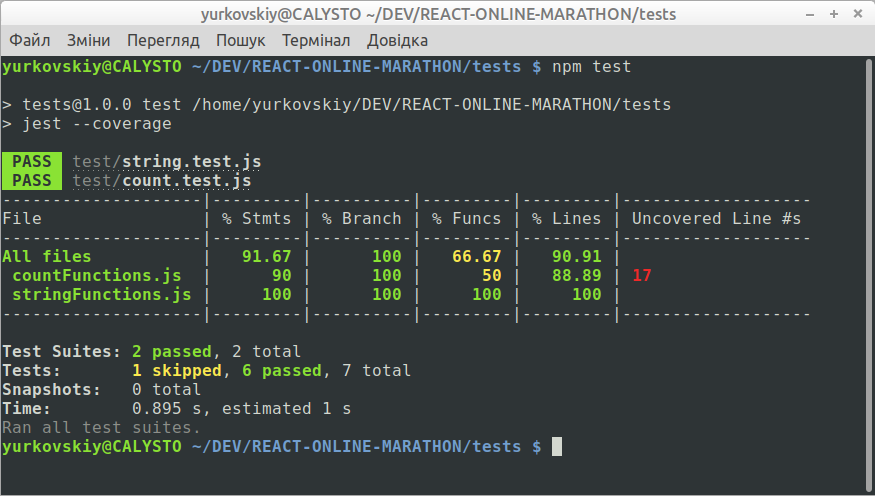 yurkovskiy@CALYSTO ~/DEV/REACT-ONLINE-MARATHON/tests
Файл Зміни Перегляд Пошук Термінал Довідка
yurkovskiy@CALYSTO ~/DEV/REACT-ONLINE-MARATHON/tests $ npm test
> tests@1.0.0 test /home/yurkovskiy/DEV/REACT-ONLINE-MARATHON/tests
> jest --coverage
PASS test/string.test.js
PASS test/count.test.js
--------------------|---------|----------|---------|---------|-------------------
File                | % Stmts | % Branch | % Funcs | % Lines | Uncovered Line #s
--------------------|---------|----------|---------|---------|-------------------
All files           |   91.67 |      100 |   66.67 |   90.91 |
 countFunctions.js  |      90 |      100 |      50 |   88.89 | 17
 stringFunctions.js |     100 |      100 |     100 |     100 |
--------------------|---------|----------|---------|---------|-------------------
Test Suites: 2 passed, 2 total
Tests:       1 skipped, 6 passed, 7 total
Snapshots:   0 total
Time:        0.895 s, estimated 1 s
Ran all test suites.
yurkovskiy@CALYSTO ~/DEV/REACT-ONLINE-MARATHON/tests $